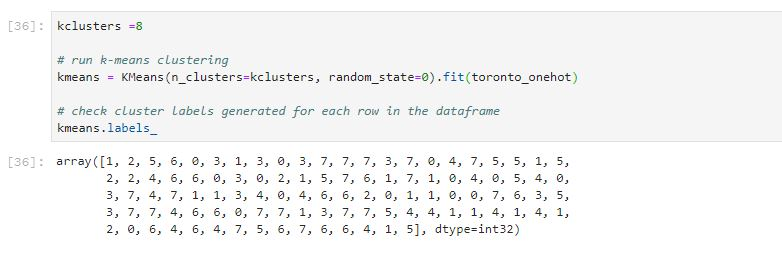 [36]: kclusters =8
# run k-means clustering
kmeans = KMeans(n_clusters=kclusters, random_state=0).fit(toronto_onehot)
# check cluster labels generated for each row in the dataframe
kmeans.labels_
[36]: array([1, 2, 5, 6, 0, 3, 1, 3, 0, 3, 7, 7, 7, 3, 7, 0, 4, 7, 5, 5, 1, 5,
2, 2, 4, 6, 6, 0, 3, 0, 2, 1, 5, 7, 6, 1, 7, 1, 0, 4, 0, 5, 4, 0,
3, 7, 4, 7, 1, 1, 3, 4, 0, 4, 6, 6, 2, 0, 1, 1, 0, 0, 7, 6, 3, 5,
3, 7, 7, 4, 6, 6, 0, 7, 7, 1, 3, 7, 7, 5, 4, 4, 1, 1, 4, 1, 4, 1,
2, 0, 6, 4, 6, 4, 7, 5, 6, 7, 6, 6, 4, 1, 5], dtype=int32)